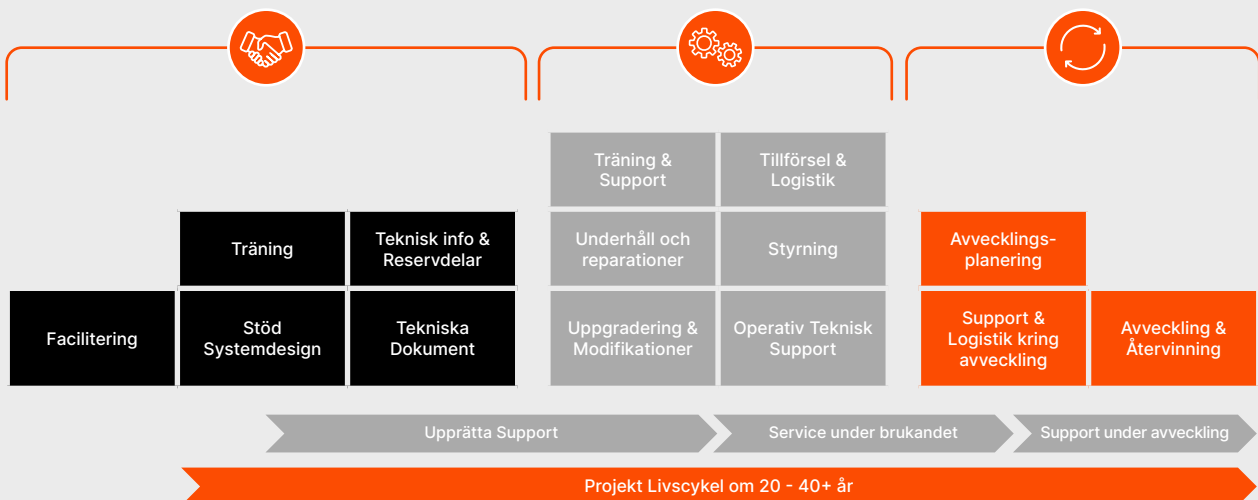 Träning &
Support
Tillförsel &
Logistik
Träning
Teknisk info &
Reservdelar
Underhåll och
reparationer
Styrning
Avvecklings-
planering
Facilitering
Stöd
Systemdesign
Tekniska
Dokument
Uppgradering &
Modifikationer
Operativ Teknisk
Support
Support &
Logistik kring
avveckling
Avveckling &
Återvinning
Upprätta Support
Service under brukandet
Support under avveckling
Projekt Livscykel om 20 - 40+ år